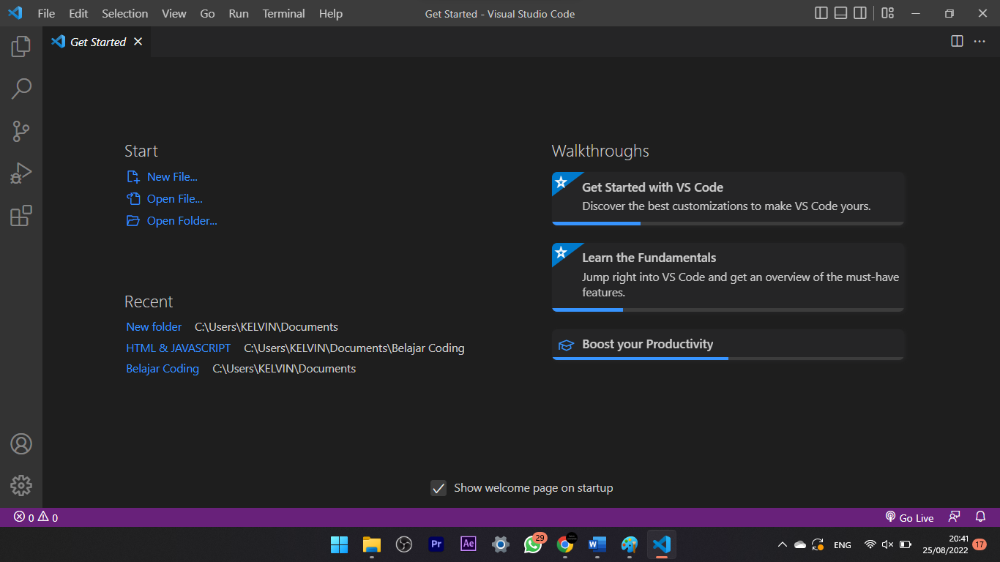 File Edit Selection View Go Run Terminal Help Get Started - Visual Studio Code
Get Started
Start
New File...
Open File...
Open Folder...
Recent
New folder C:\Users\KELVIN\Documents
HTML & JAVASCRIPT C:\Users\KELVIN\Documents\Belajar Coding
Belajar Coding C:\Users\KELVIN\Documents
Walkthroughs
Get Started with VS Code
Discover the best customizations to make VS Code yours.
Learn the Fundamentals
Jump right into VS Code and get an overview of the must-have
features.
Boost your Productivity
Show welcome page on startup
0 0 Go Live
Pr Ae 29 W ENG 20:41
25/08/2022 17